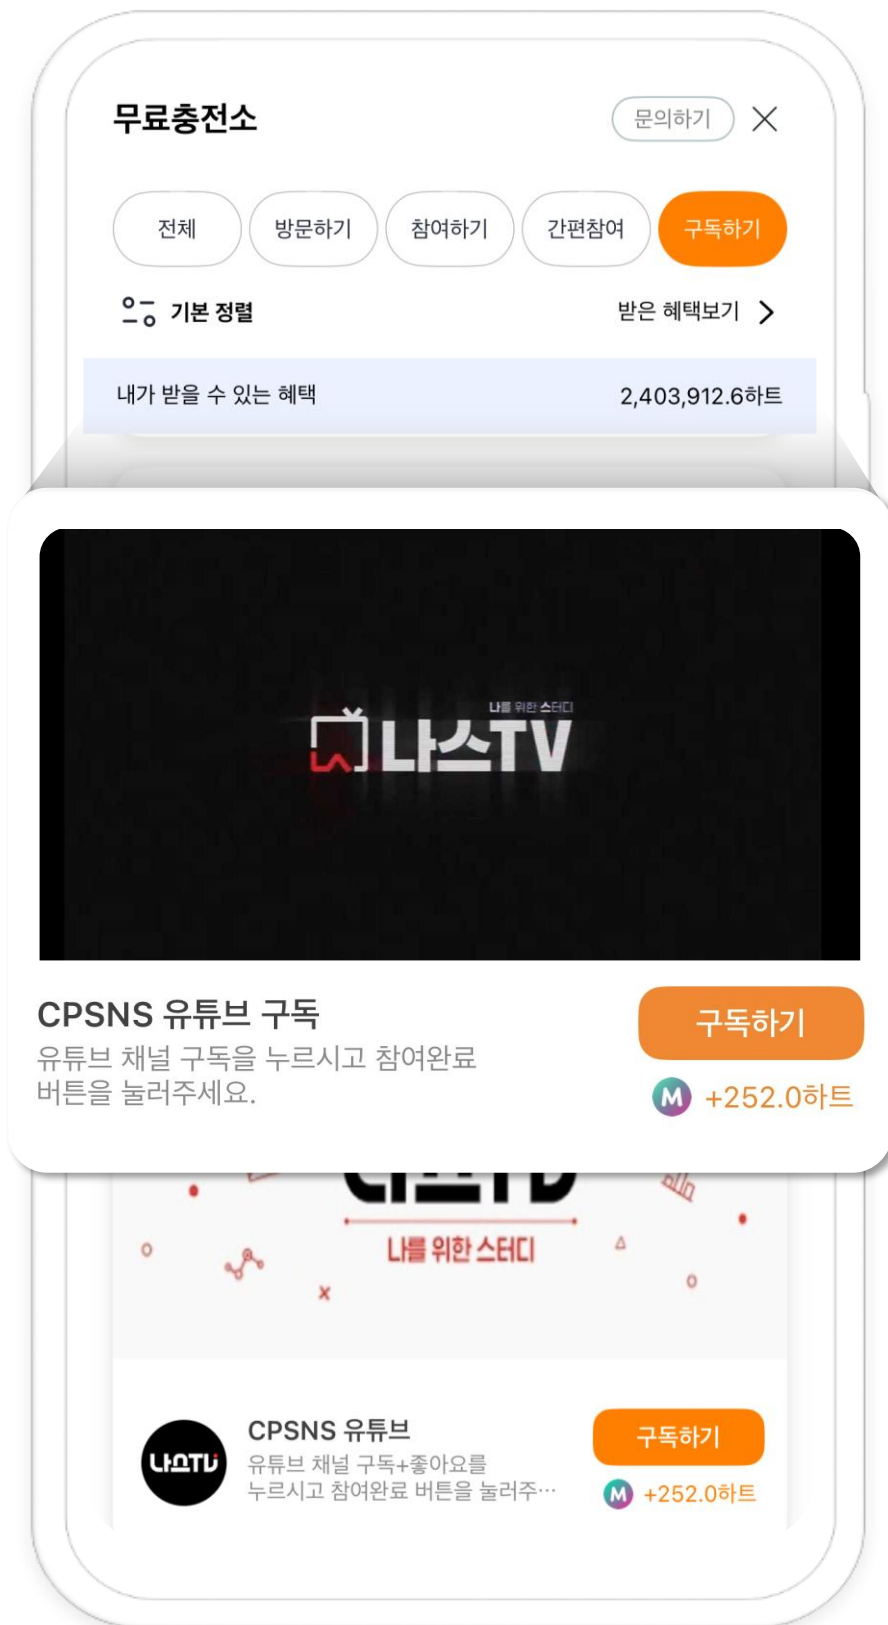 무료충전소
문의하기
전체 방문하기 참여하기 간편참여 구독하기
기본 정렬
받은 혜택보기
내가 받을 수 있는 혜택
2,403,912.6하트
나를 위한 스터디
나스TV
CPSNS 유튜브 구독
유튜브 채널 구독을 누르시고 참여완료
버튼을 눌러주세요.
구독하기
M +252.0하트
나를 위한 스터디
나스TV
CPSNS 유튜브
유튜브 채널 구독+좋아요를
누르시고 참여완료 버튼을 눌러주…
구독하기
M +252.0하트